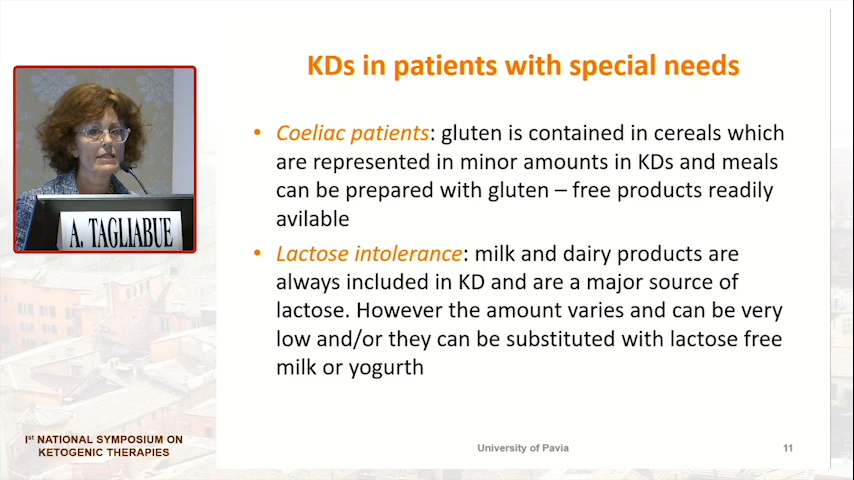 KDs in patients with special needs
• Coeliac patients: gluten is contained in cereals which
are represented in minor amounts in KDs and meals
can be prepared with gluten – free products readily
avilable
• Lactose intolerance: milk and dairy products are
always included in KD and are a major source of
lactose. However the amount varies and can be very
low and/or they can be substituted with lactose free
milk or yogurth
A. TAGLIABUE
Ist NATIONAL SYMPOSIUM ON
KETOGENIC THERAPIES
University of Pavia
11